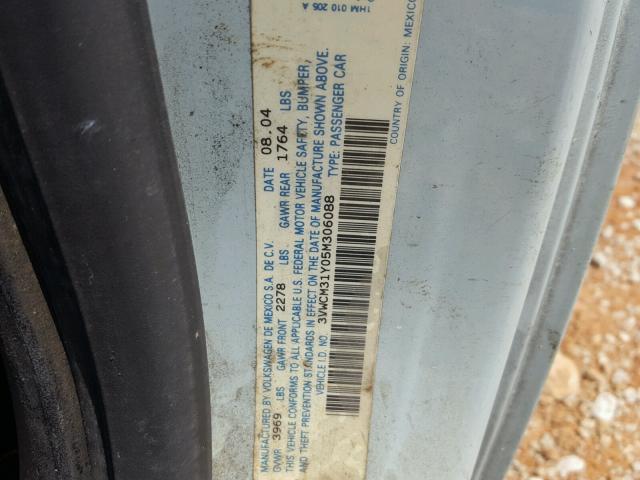 MANUFACTURED BY VOLKSWAGEN DE MEXICO S.A. DE C.V. DATE 08.04
GVWR 3969 LBS GAWR FRONT 2278 LBS. GAWR REAR 1764 LBS
THIS VEHICLE CONFORMS TO ALL APPLICABLE U.S. FEDERAL MOTOR VEHICLE SAFETY, BUMPER,
AND THEFT PREVENTION STANDARDS IN EFFECT ON THE DATE OF MANUFACTURE SHOWN ABOVE.
VEHICLE I.D. NO. 3VWCM31Y05M306088 TYPE: PASSENGER CAR
1HM 010 205 A
COUNTRY OF ORIGIN: MEXICO